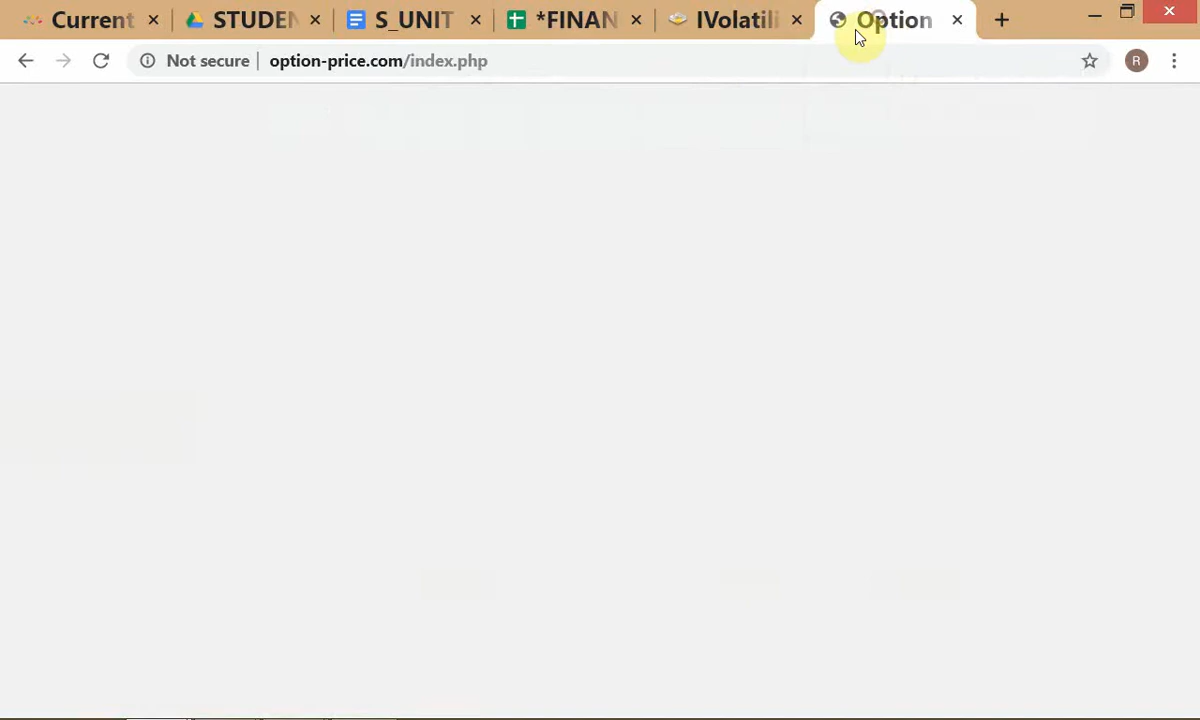 Current STUDEN S_UNIT *FINAN IVolatili Option
Not secure option-price.com/index.php R